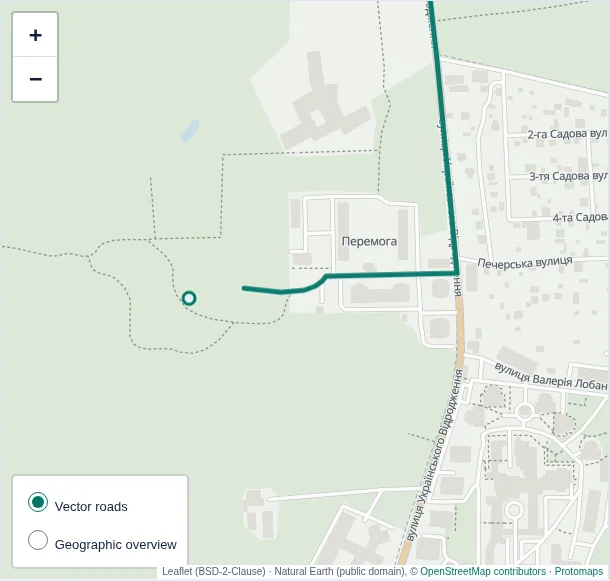 +
2-га Садова вул
3-тя Садова вул
4-та Садов
Перемога
Печерська вулиця
вулиця Валерія Лобан
вулиця Українського Відродження
−
Vector roads
Geographic overview
Leaflet (BSD-2-Clause) · Natural Earth (public domain), © OpenStreetMap contributors · Protomaps